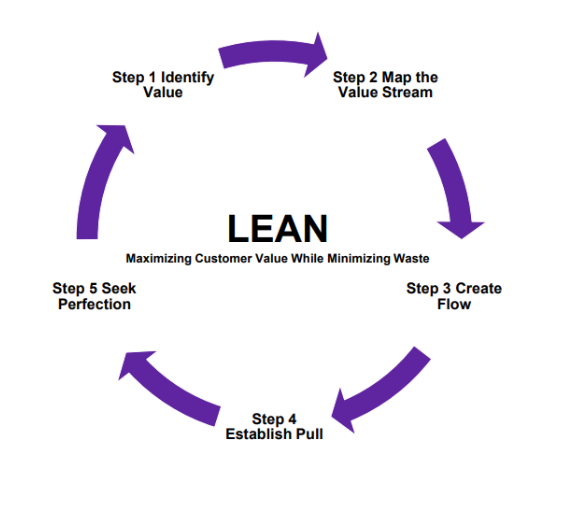 Step 1 Identify
Value
Step 2 Map the
Value Stream
LEAN
Maximizing Customer Value While Minimizing Waste
Step 5 Seek
Perfection
Step 3 Create
Flow
Step 4
Establish Pull